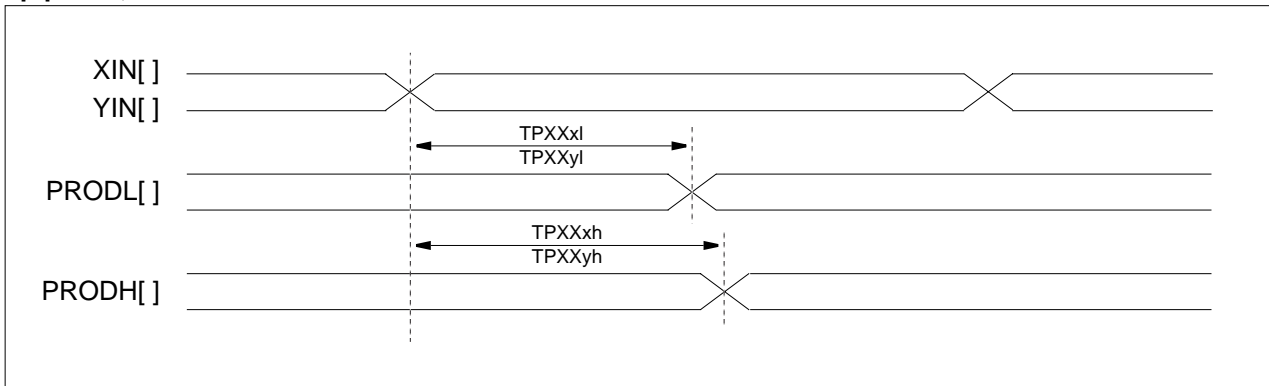 XIN[ ]
YIN[ ]
TPXXxl
TPXXyl
PRODL[ ]
TPXXxh
TPXXyh
PRODH[ ]